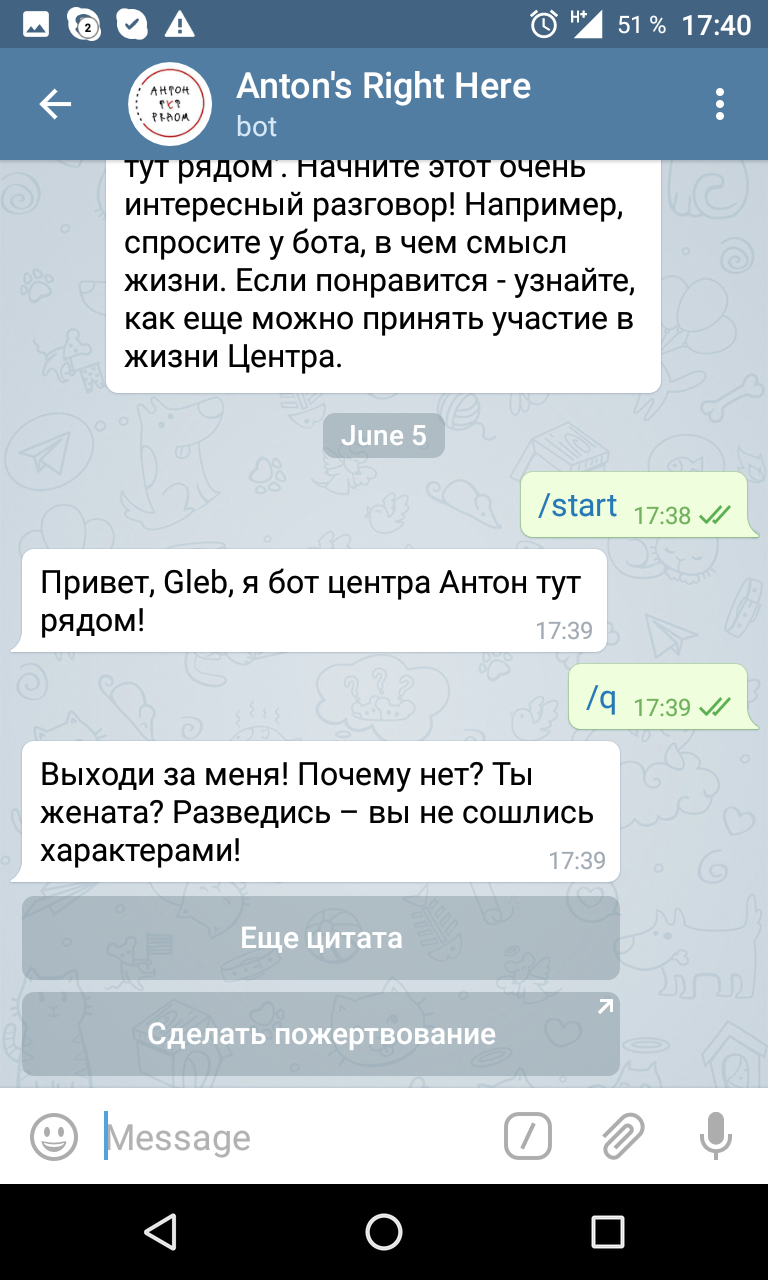 2
H+
51 %
17:40
АНТОН
ТУТ
РЯДОМ
Anton's Right Here
bot
тут рядом". Начните этот очень
интересный разговор! Например,
спросите у бота, в чем смысл
жизни. Если понравится - узнайте,
как еще можно принять участие в
жизни Центра.
June 5
/start 17:38
Привет, Gleb, я бот центра Антон тут
рядом!
17:39
/q 17:39
Выходи за меня! Почему нет? Ты
жената? Разведись – вы не сошлись
характерами!
17:39
Еще цитата
Сделать пожертвование
Message